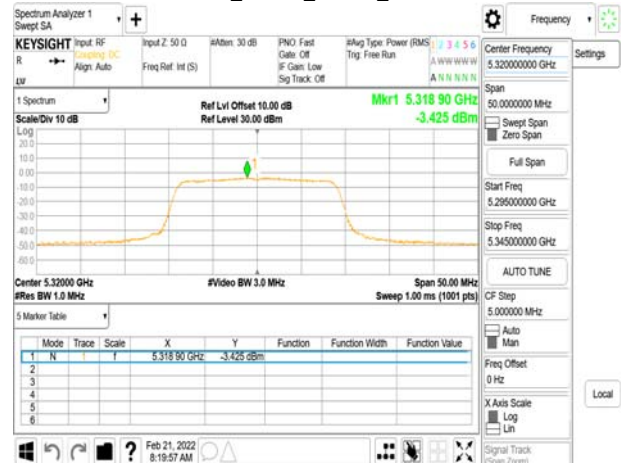 Spectrum Analyzer 1
Swept SA
+
Frequency
KEYSIGHT Input: RF Input Z: 50 Ω #Atten: 30 dB PNO: Fast #Avg Type: Power (RMS 1 2 3 4 5 6
R Coupling: DC Gate: Off Trig: Free Run A W W W W W
Align: Auto Freq Ref: Int (S) IF Gain: Low
LV Sig Track: Off A N N N N N
Center Frequency
5.320000000 GHz
Settings
Span
50.0000000 MHz
Swept Span
Zero Span
Full Span
Start Freq
5.295000000 GHz
Stop Freq
5.345000000 GHz
AUTO TUNE
CF Step
5.000000 MHz
Auto
Man
Freq Offset
0 Hz
X Axis Scale
Log
Lin
Local
Signal Track
(Span Zoom)
1 Spectrum Ref Lvl Offset 10.00 dB Mkr1 5.318 90 GHz
Scale/Div 10 dB Ref Level 30.00 dBm -3.425 dBm
Log
20.0
10.0
0.00
-10.0
-20.0
-30.0
-40.0
-50.0
-60.0
1
Center 5.32000 GHz #Video BW 3.0 MHz Span 50.00 MHz
#Res BW 1.0 MHz Sweep 1.00 ms (1001 pts)
5 Marker Table
Mode Trace Scale X Y Function Function Width Function Value
1 N 1 f 5.318 90 GHz -3.425 dBm
2
3
4
5
6
? Feb 21, 2022
8:19:57 AM